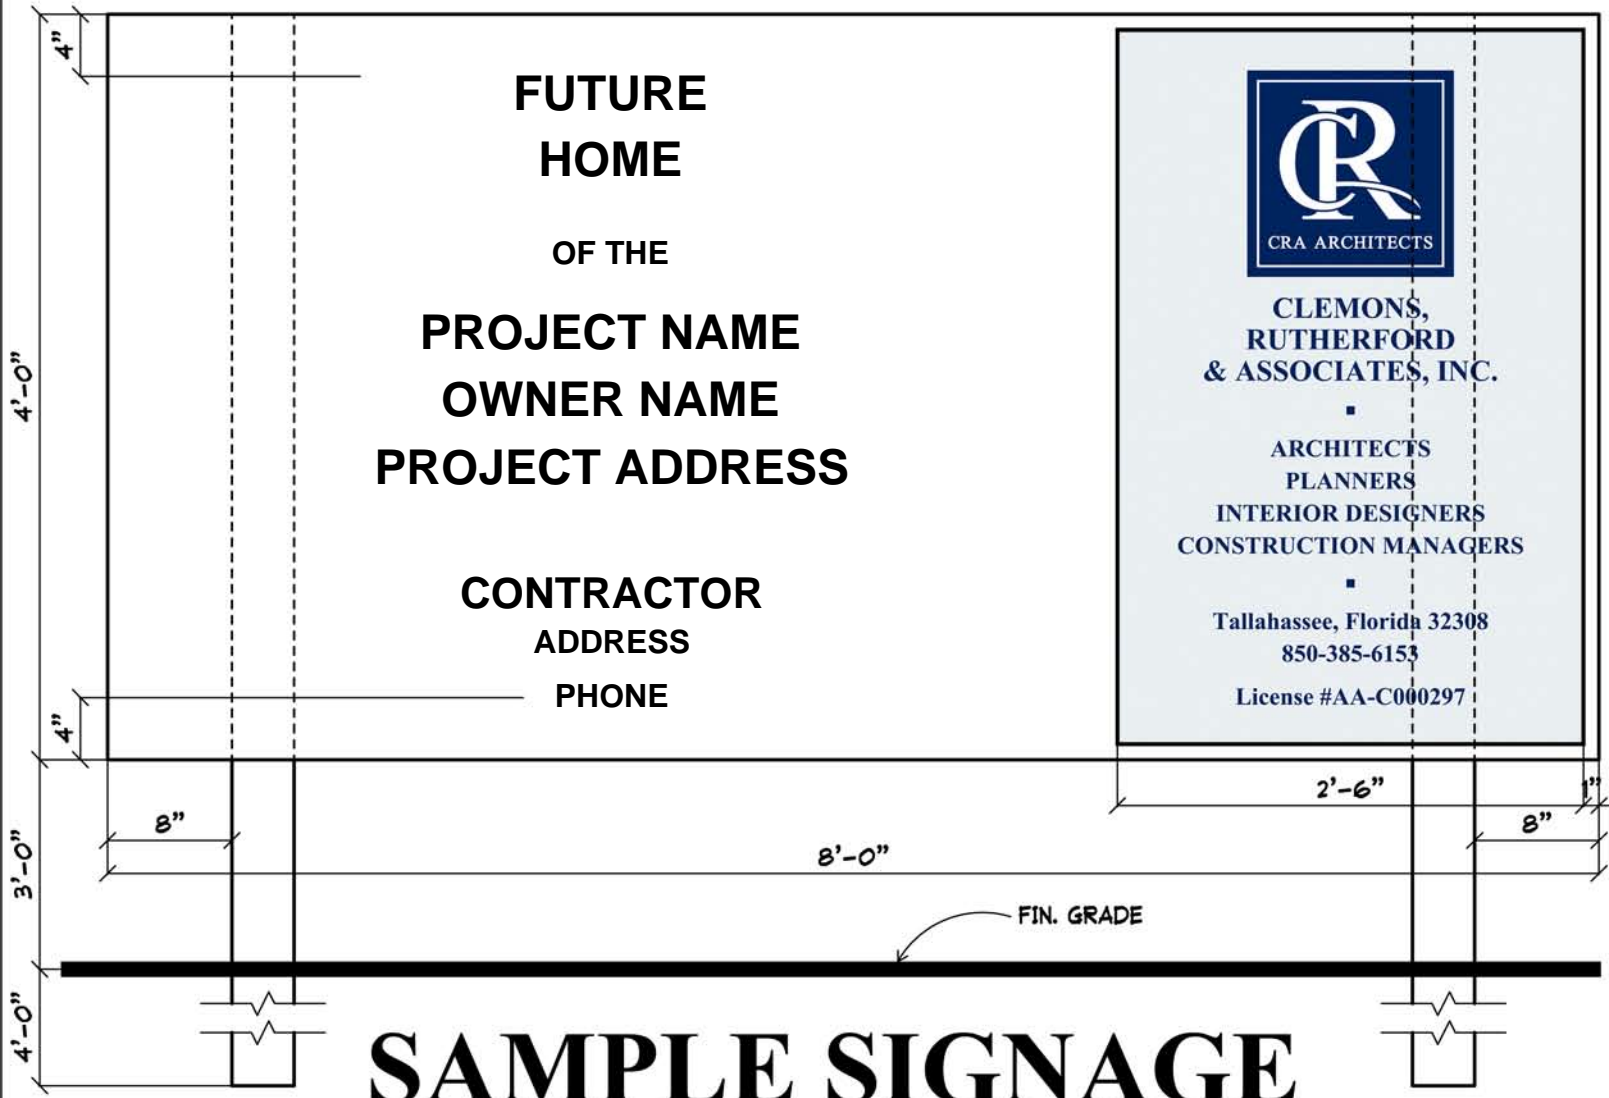 4”
FUTURE
HOME
OF THE
PROJECT NAME
OWNER NAME
PROJECT ADDRESS
CONTRACTOR
ADDRESS
PHONE
4”
4’-0”
CR
CRA ARCHITECTS
CLEMONS,
RUTHERFORD
& ASSOCIATES, INC.
ARCHITECTS
PLANNERS
INTERIOR DESIGNERS
CONSTRUCTION MANAGERS
Tallahassee, Florida 32308
850-385-6153
License #AA-C000297
2’-6”
1”
8”
8”
8’-0”
3’-0”
FIN. GRADE
4’-0”
SAMPLE SIGNAGE